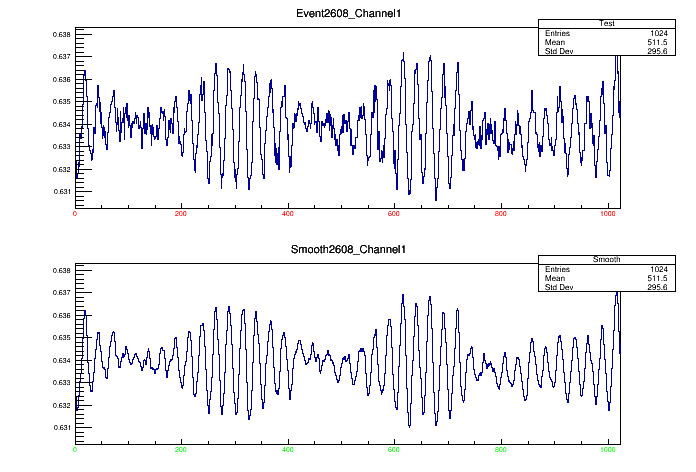 Event2608_Channel1
Test
Entries 1024
Mean 511.5
Std Dev 295.6
0.638
0.637
0.636
0.635
0.634
0.633
0.632
0.631
0 200 400 600 800 1000
Smooth2608_Channel1
Smooth
Entries 1024
Mean 511.5
Std Dev 295.6
0.638
0.637
0.636
0.635
0.634
0.633
0.632
0.631
0 200 400 600 800 1000